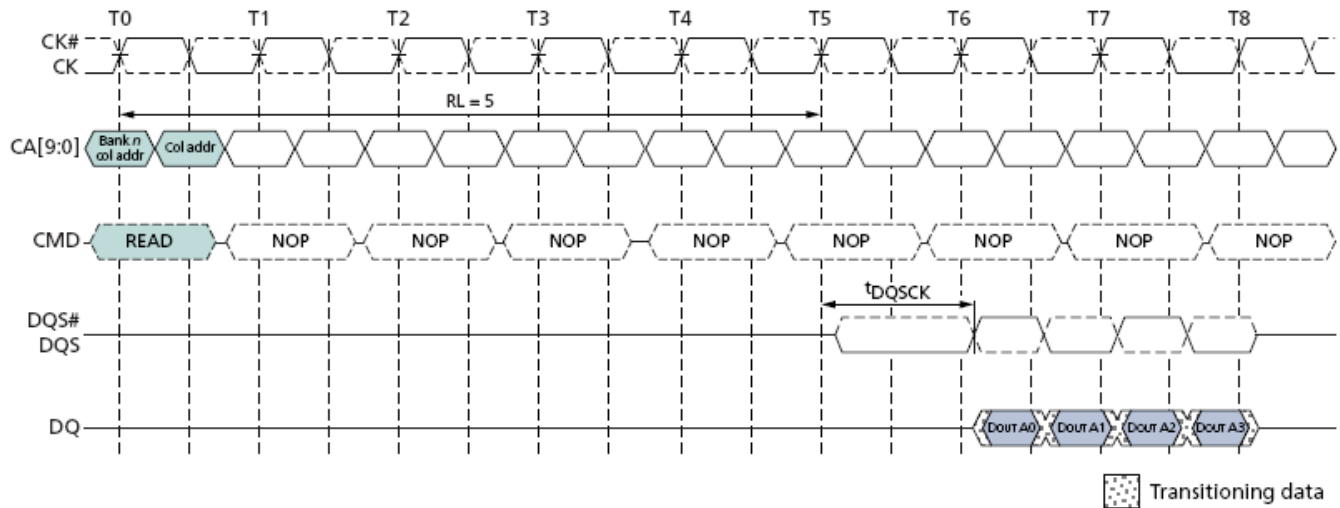 T0 T1 T2 T3 T4 T5 T6 T7 T8
CK#
CK
RL = 5
CA[9:0] Bank n col addr Col addr
CMD READ NOP NOP NOP NOP NOP NOP NOP NOP
tDQSCK
DQS#
DQS
DQ DOUT A0 DOUT A1 DOUT A2 DOUT A3
Transitioning data